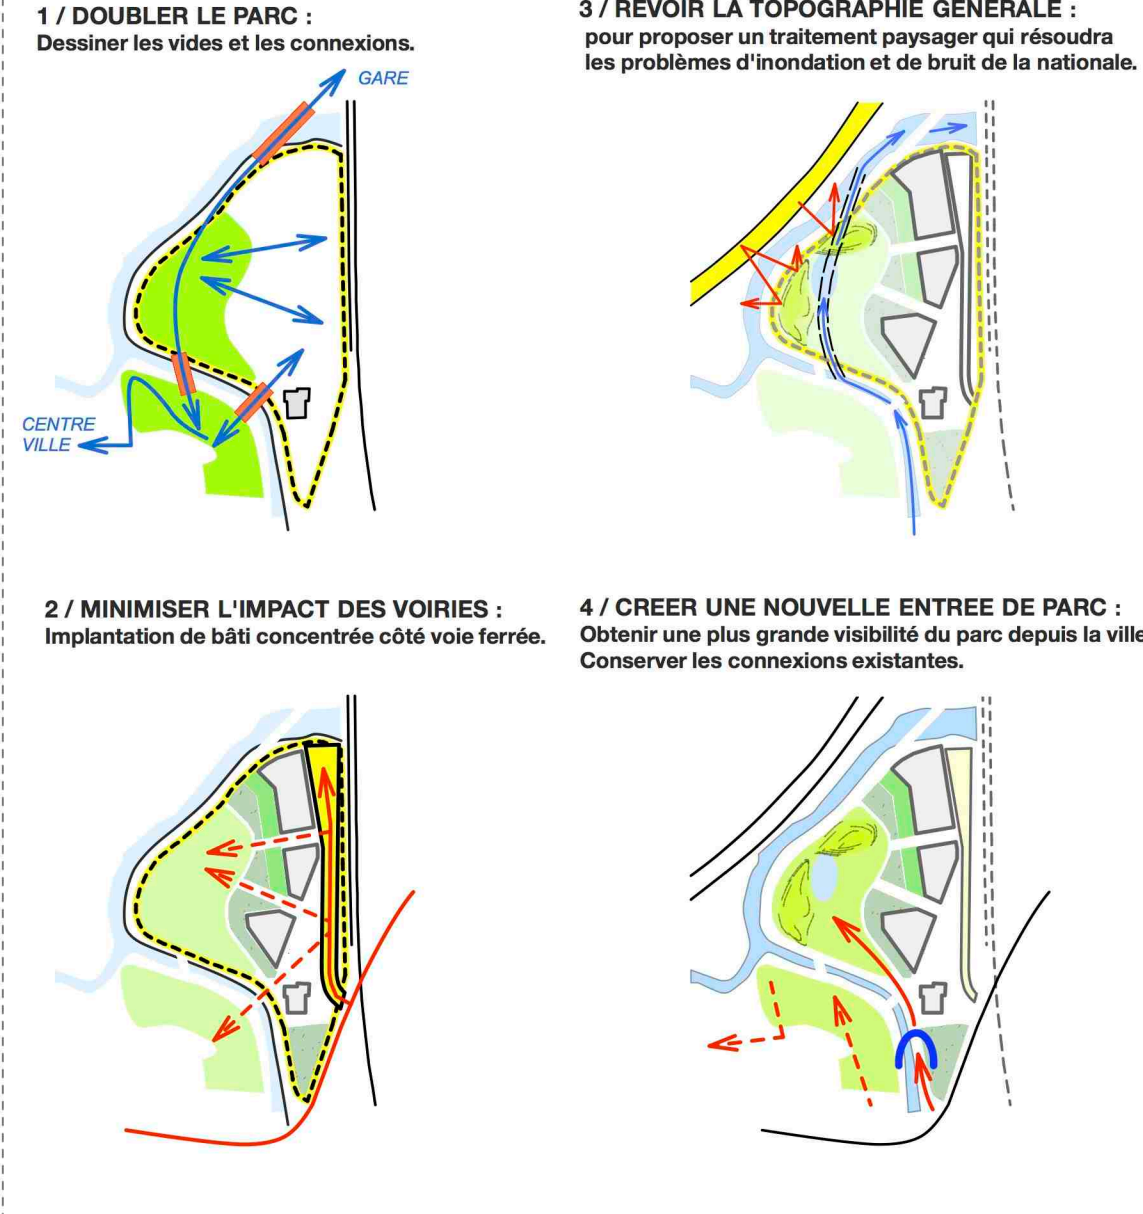 1 / DOUBLER LE PARC :
Dessiner les vides et les connexions.
GARE
CENTRE
VILLE
2 / MINIMISER L'IMPACT DES VOIRIES :
Implantation de bâti concentrée côté voie ferrée.
3 / REVOIR LA TOPOGRAPHIE GENERALE :
pour proposer un traitement paysager qui résoudra
les problèmes d'inondation et de bruit de la nationale.
4 / CREER UNE NOUVELLE ENTREE DE PARC :
Obtenir une plus grande visibilité du parc depuis la ville
Conserver les connexions existantes.